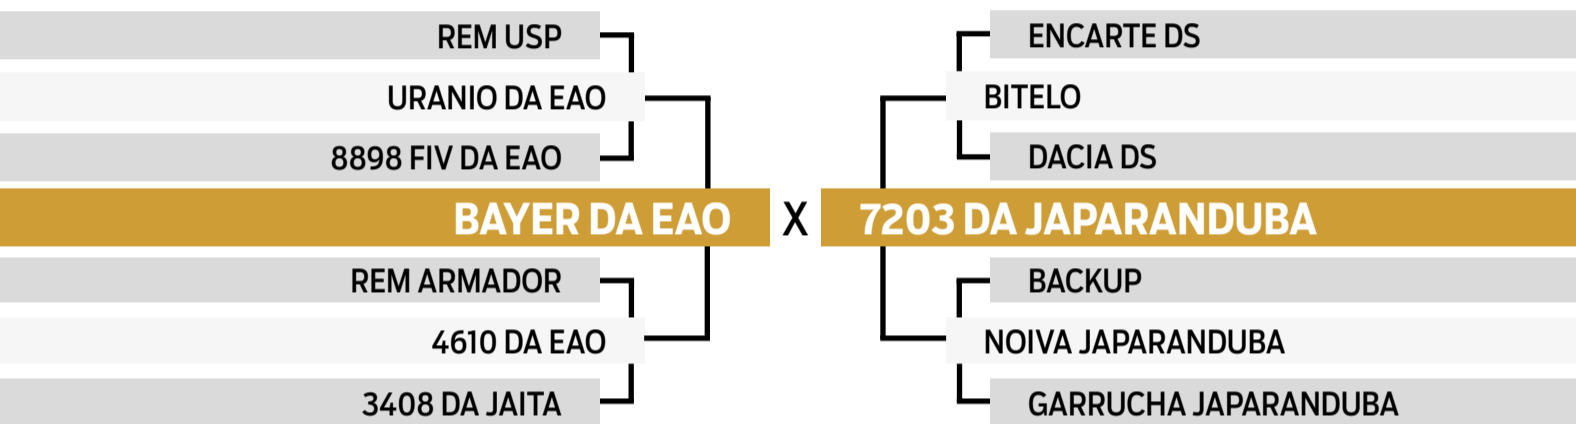 REM USP
URANIO DA EAO
8898 FIV DA EAO
BAYER DA EAO
REM ARMADOR
4610 DA EAO
3408 DA JAITA
X
ENCARTE DS
BITELO
DACIA DS
7203 DA JAPARANDUBA
BACKUP
NOIVA JAPARANDUBA
GARRUCHA JAPARANDUBA